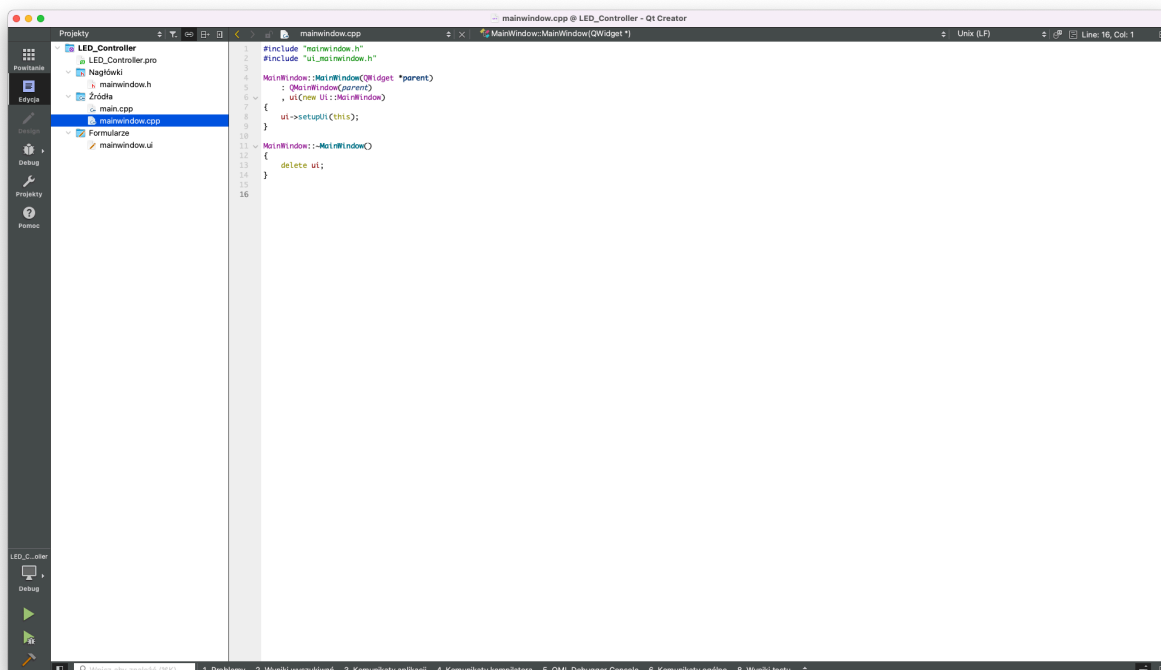 mainwindow.cpp @ LED_Controller - Qt Creator
Projekty
mainwindow.cpp
MainWindow::MainWindow(QWidget *)
Unix (LF)
Line: 16, Col: 1
Powitanie
Edycja
Design
Debug
Projekty
Pomoc
LED_Controller
LED_Controller.pro
Nagłówki
mainwindow.h
Źródła
main.cpp
mainwindow.cpp
Formularze
mainwindow.ui
1 #include "mainwindow.h"
2 #include "ui_mainwindow.h"
3
4 MainWindow::MainWindow(QWidget *parent)
5     : QMainWindow(parent)
6     , ui(new Ui::MainWindow)
7 {
8     ui->setupUi(this);
9 }
10
11 MainWindow::~MainWindow()
12 {
13     delete ui;
14 }
15
16
LED_C...oller
Debug
1 Problemy 2 Wyniki wyszukiwań 3 Komunikaty aplikacji 4 Komunikaty kompilatora 5 QML Debugger Console 6 Komunikaty ogólne 8 Wyniki testu